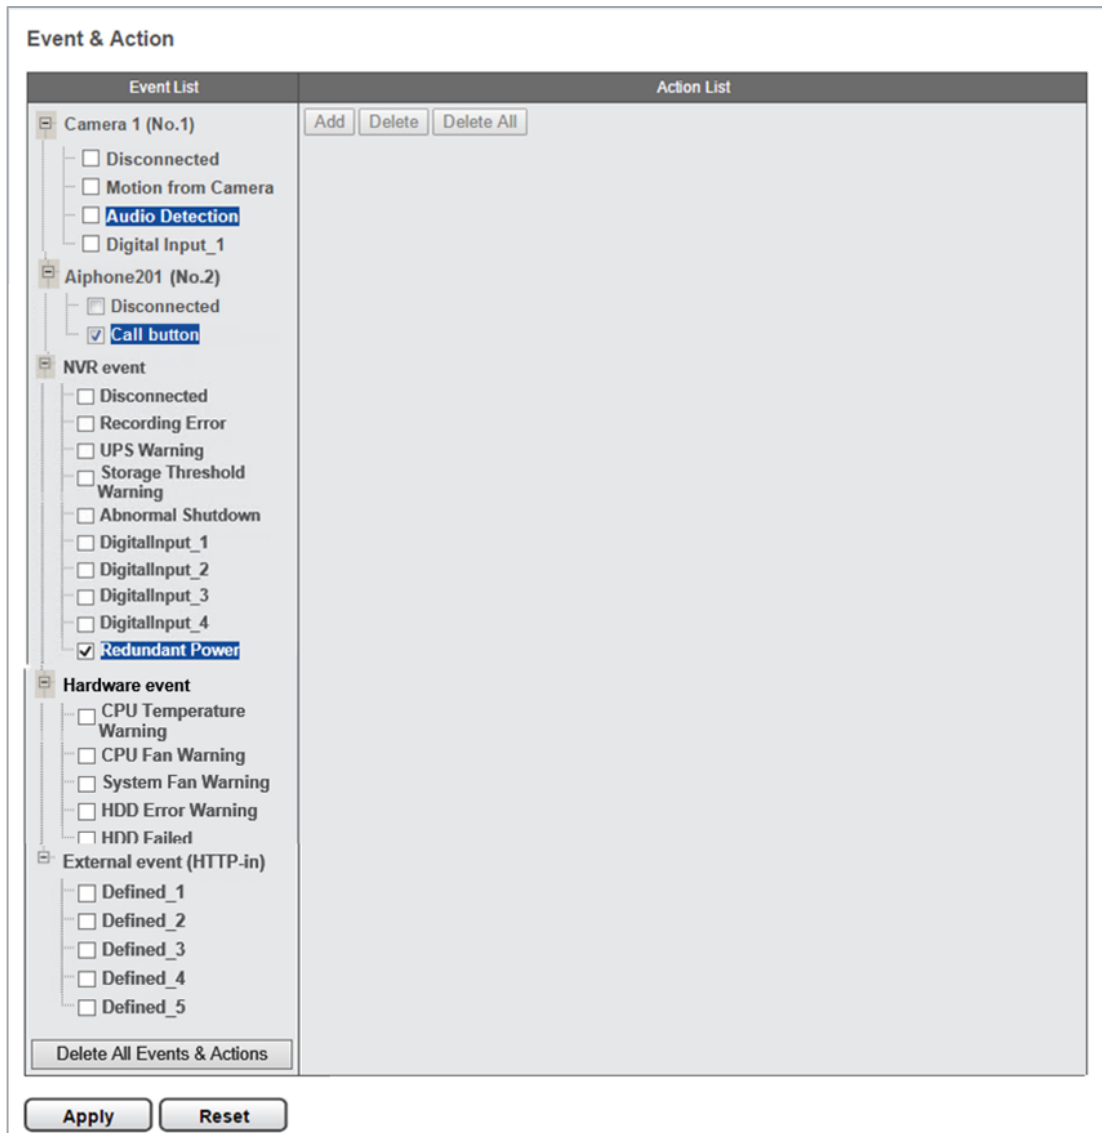 Event & Action
Event List
Action List
Camera 1 (No.1)
Add
Delete
Delete All
Disconnected
Motion from Camera
Audio Detection
Digital Input_1
Aiphone201 (No.2)
Disconnected
Call button
NVR event
Disconnected
Recording Error
UPS Warning
Storage Threshold
Warning
Abnormal Shutdown
DigitalInput_1
DigitalInput_2
DigitalInput_3
DigitalInput_4
Redundant Power
Hardware event
CPU Temperature
Warning
CPU Fan Warning
System Fan Warning
HDD Error Warning
HDD Failed
External event (HTTP-in)
Defined_1
Defined_2
Defined_3
Defined_4
Defined_5
Delete All Events & Actions
Apply
Reset